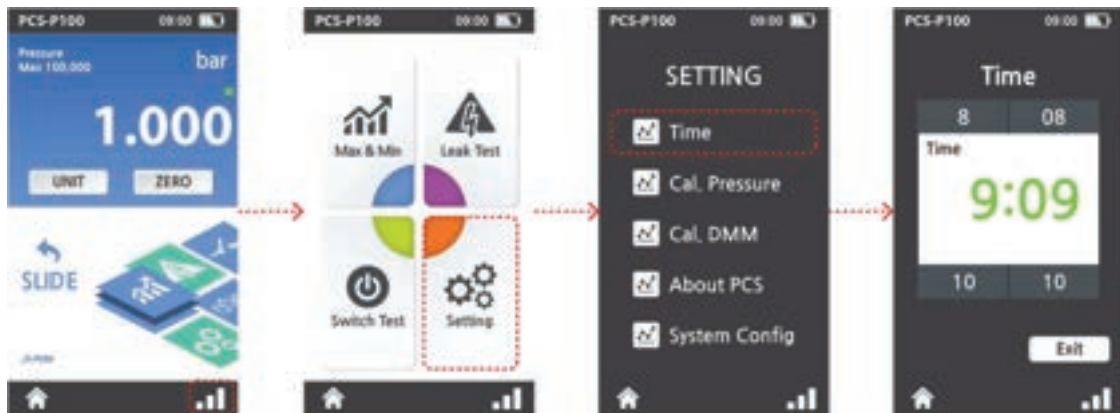 PCS-P100 09:00
Pressure
Max 100,000
bar
1.000
UNIT ZERO
SLIDE
PCS-P100 09:00
Max & Min Leak Test
Switch Test Setting
PCS-P100 09:00
SETTING
Time
Cal. Pressure
Cal. DMM
About PCS
System Config
PCS-P100 09:00
Time
8 08
Time
9:09
10 10
Exit